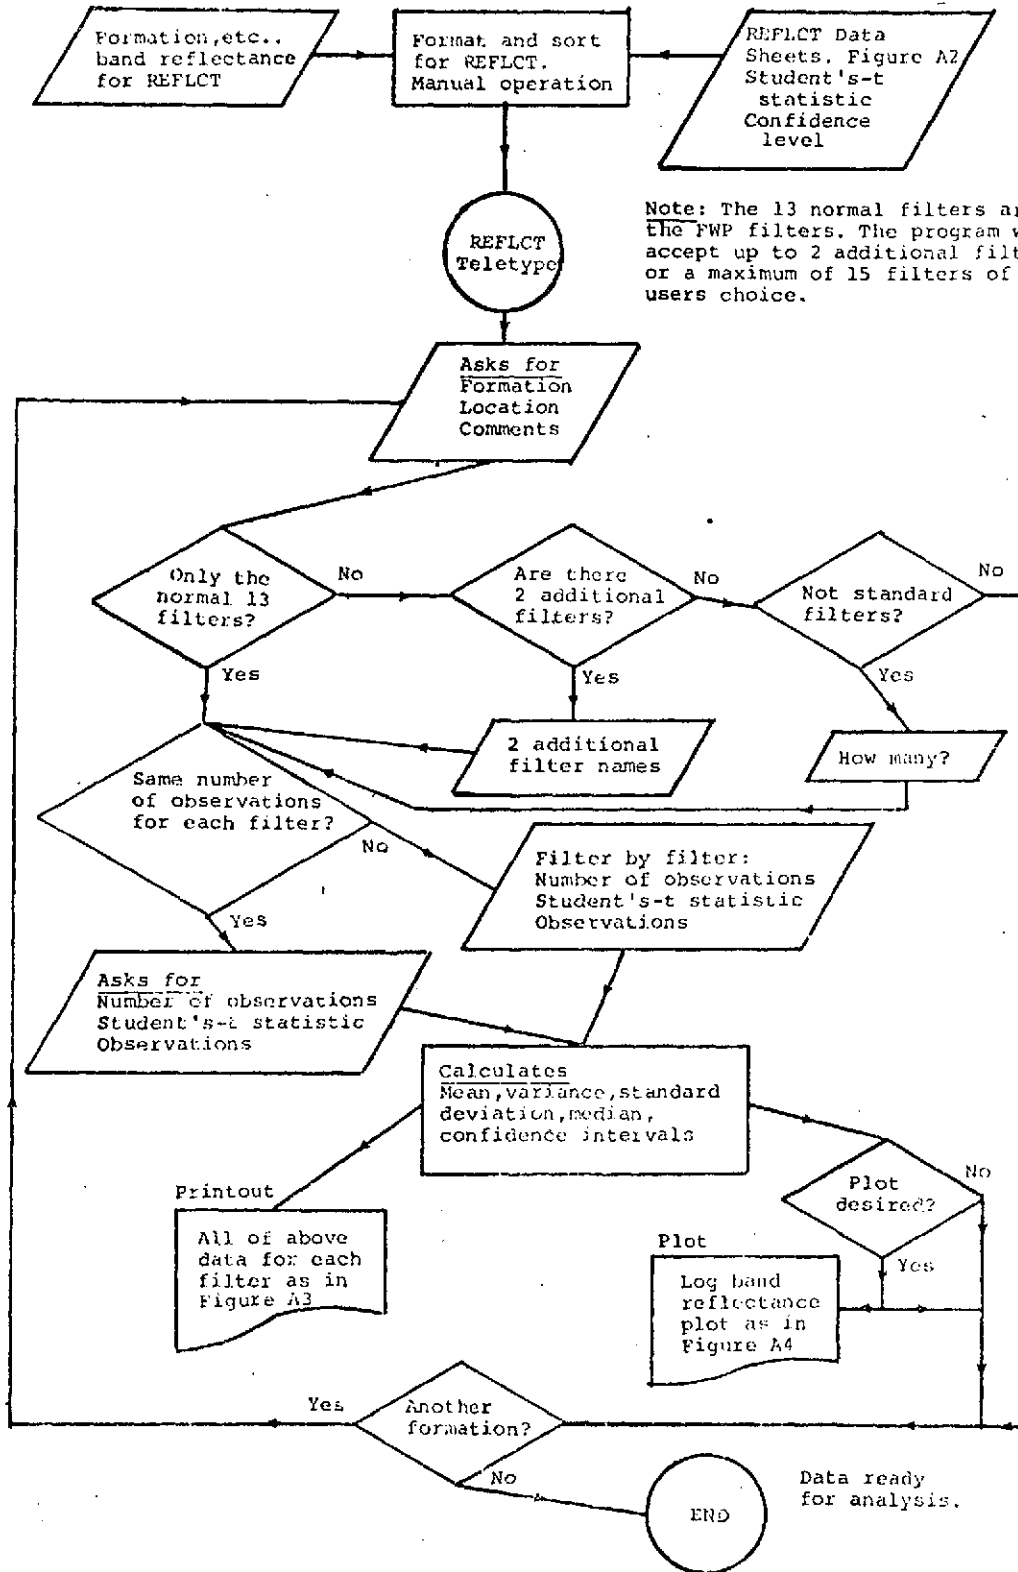 Formation,etc..
band reflectance
for REFLCT
Format and sort
for REFLCT.
Manual operation
REFLCT Data
Sheets. Figure A2
Student's-t
statistic
Confidence
level
Note: The 13 normal filters
the FWP filters. The program
accept up to 2 additional
or a maximum of 15 filters of
users choice.
REFLCT
Teletype
Asks for
Formation
Location
Comments
Only the
normal 13
filters?
No
Are there
2 additional
filters?
No
Not standard
filters?
No
Yes
Yes
Yes
2 additional
filter names
How many?
Same number
of observations
for each filter?
No
Yes
Filter by filter:
Number of observations
Student's-t statistic
Observations
Asks for
Number of observations
Student's-t statistic
Observations
Calculates
Mean,variance,standard
deviation,median,
confidence intervals
Printout
All of above
data for each
filter as in
Figure A3
Plot
desired?
No
Yes
Plot
Log band
reflectance
plot as in
Figure A4
Yes
Another
formation?
No
END
Data ready
for analysis.